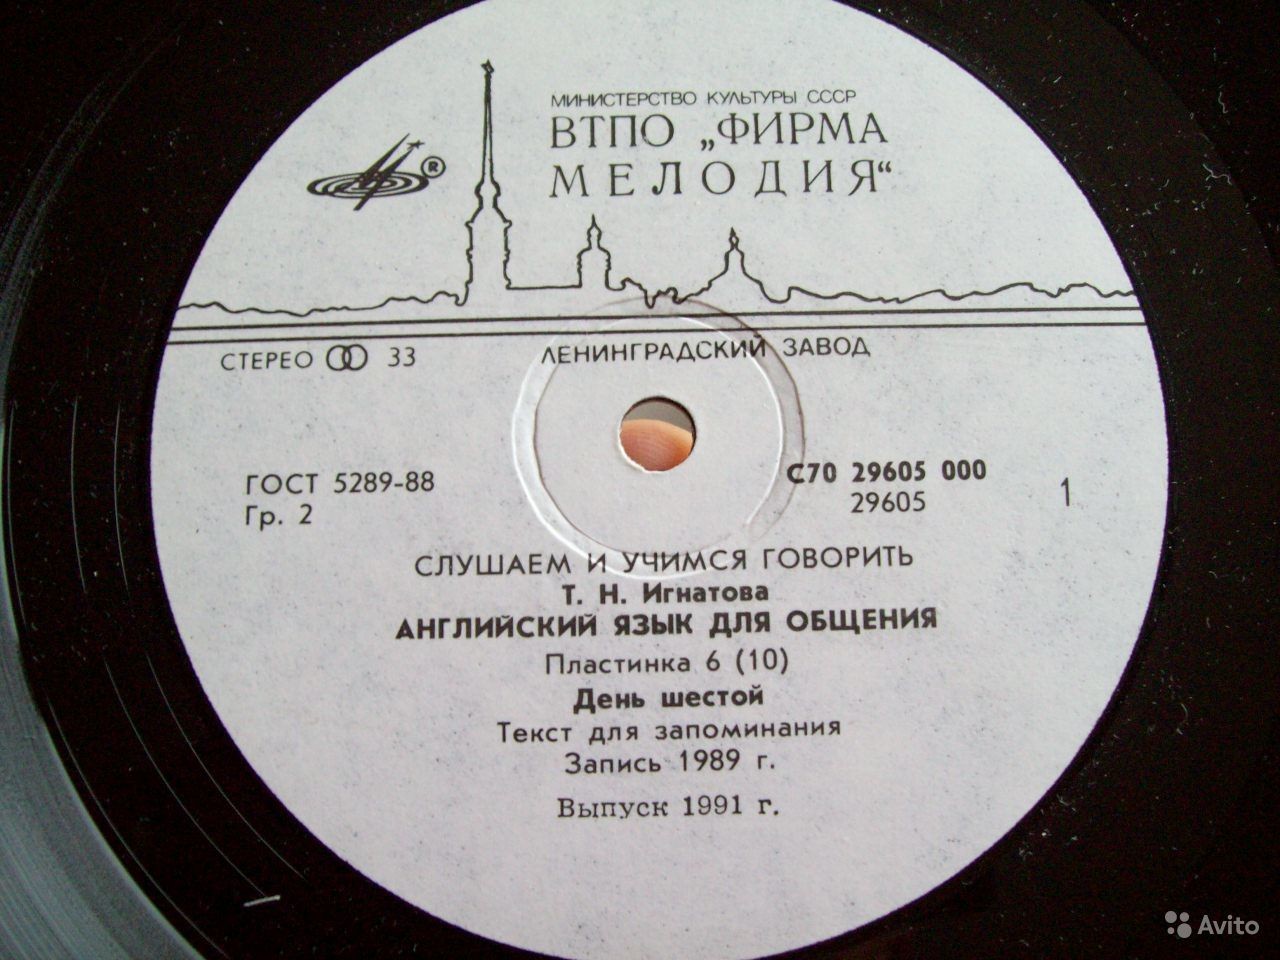 МИНИСТЕРСТВО КУЛЬТУРЫ СССР
ВТПО „ФИРМА
МЕЛОДИЯ“
®
СТЕРЕО 33
ЛЕНИНГРАДСКИЙ ЗАВОД
ГОСТ 5289-88
Гр. 2
С70 29605 000
29605
1
СЛУШАЕМ И УЧИМСЯ ГОВОРИТЬ
Т. Н. Игнатова
АНГЛИЙСКИЙ ЯЗЫК ДЛЯ ОБЩЕНИЯ
Пластинка 6 (10)
День шестой
Текст для запоминания
Запись 1989 г.
Выпуск 1991 г.
Avito